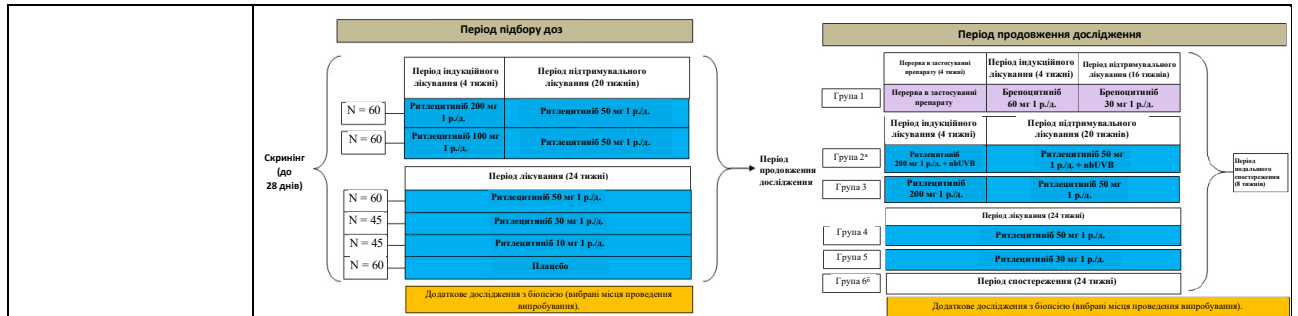 Період підбору доз
Період індукційного
лікування (4 тижні)
Період підтримувального
лікування (20 тижнів)
N = 60
Ритлецитиніб 200 мг
1 р./д.
Ритлецитиніб 50 мг 1 р./д.
N = 60
Ритлецитиніб 100 мг
1 р./д.
Ритлецитиніб 50 мг 1 р./д.
Скринінг
(до
28 днів)
Період лікування (24 тижні)
N = 60
Ритлецитиніб 50 мг 1 р./д.
N = 45
Ритлецитиніб 30 мг 1 р./д.
N = 45
Ритлецитиніб 10 мг 1 р./д.
N = 60
Плацебо
Додаткове дослідження з біопсією (вибрані місця проведення
випробування).
Період
продовження
дослідження
Період продовження дослідження
Перерва в застосуванні
препарату (4 тижні)
Період індукційного
лікування (4 тижні)
Період підтримувального
лікування (16 тижнів)
Група 1
Перерва в застосуванні
препарату
Брепоцитиніб
60 мг 1 р./д.
Брепоцитиніб
30 мг 1 р./д.
Період індукційного
лікування (4 тижні)
Період підтримувального
лікування (20 тижнів)
Група 2ª
Ритлецитиніб
200 мг 1 р./д. + nbUVB
Ритлецитиніб 50 мг
1 р./д. + nbUVB
Група 3
Ритлецитиніб
200 мг 1 р./д.
Ритлецитиніб 50 мг
1 р./д.
Період лікування (24 тижні)
Група 4
Ритлецитиніб 50 мг 1 р./д.
Група 5
Ритлецитиніб 30 мг 1 р./д.
Група 6ᵟ
Період спостереження (24 тижні)
Додаткове дослідження з біопсією (вибрані місця проведення випробування).
Період
подальшого
спостереження
(8 тижнів)